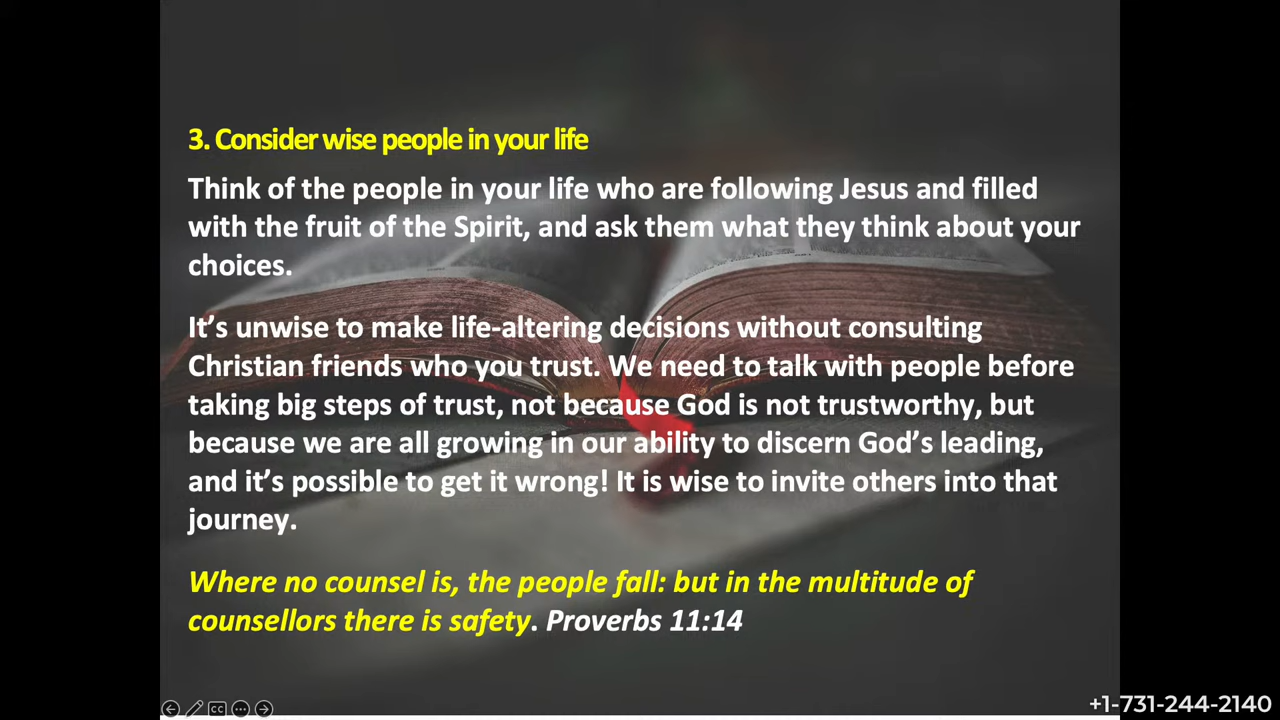 3. Consider wise people in your life
Think of the people in your life who are following Jesus and filled
with the fruit of the Spirit, and ask them what they think about your
choices.
It’s unwise to make life-altering decisions without consulting
Christian friends who you trust. We need to talk with people before
taking big steps of trust, not because God is not trustworthy, but
because we are all growing in our ability to discern God’s leading,
and it’s possible to get it wrong! It is wise to invite others into that
journey.
Where no counsel is, the people fall: but in the multitude of
counsellors there is safety. Proverbs 11:14
CC
+1-731-244-2140